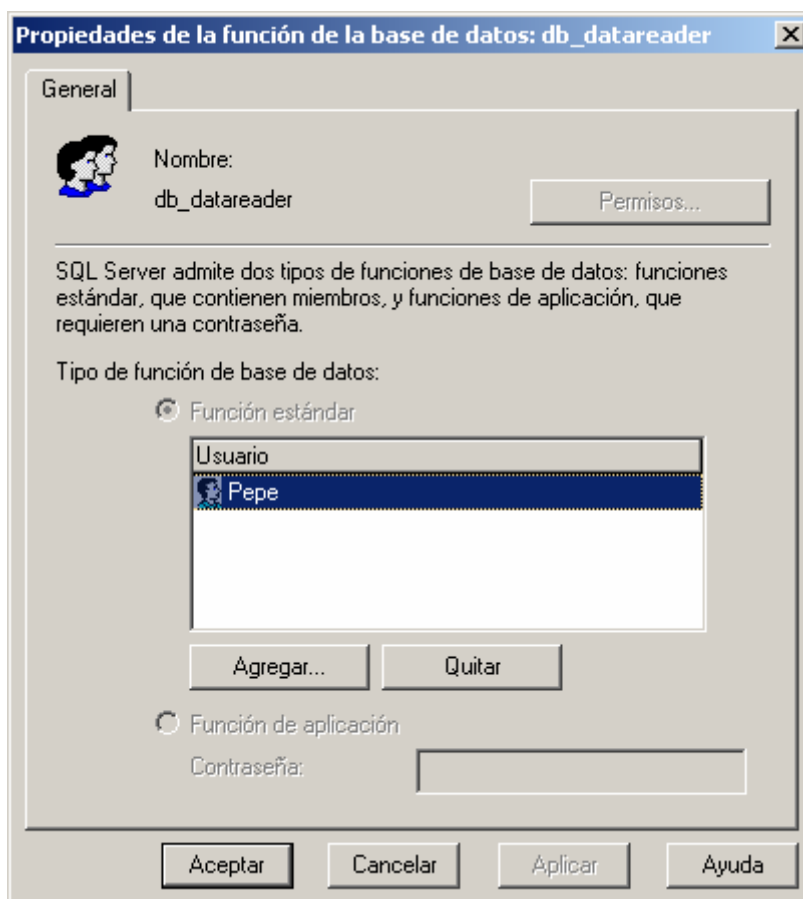 Propiedades de la función de la base de datos: db_datareader
General
Nombre:
db_datareader
Permisos...
SQL Server admite dos tipos de funciones de base de datos: funciones
estándar, que contienen miembros, y funciones de aplicación, que
requieren una contraseña.
Tipo de función de base de datos:
Función estándar
Usuario
Pepe
Agregar...
Quitar
Función de aplicación
Contraseña:
Aceptar
Cancelar
Aplicar
Ayuda